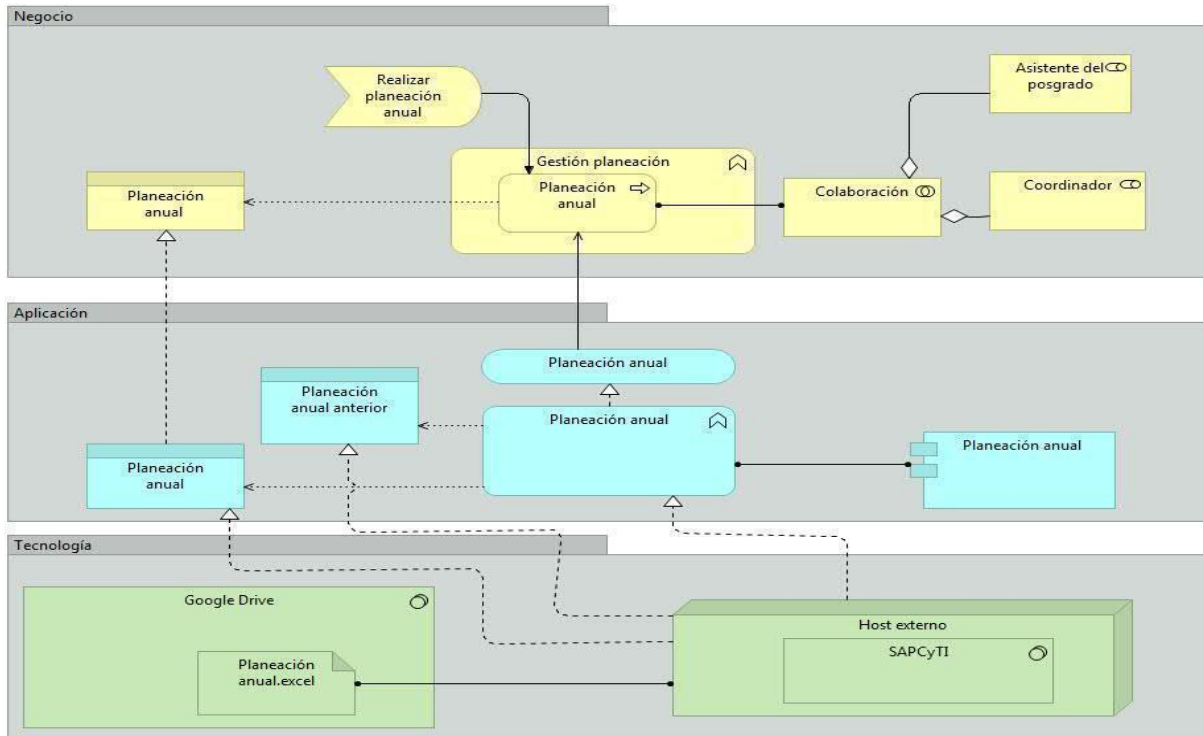 Negocio
Realizar
planeación
anual
Asistente del
posgrado
Gestión planeación
Planeación
anual
Planeación
anual
Colaboración
Coordinador
Aplicación
Planeación anual
Planeación
anual anterior
Planeación anual
Planeación anual
Planeación
anual
Tecnología
Google Drive
Planeación
anual.excel
Host externo
SAPCyTI